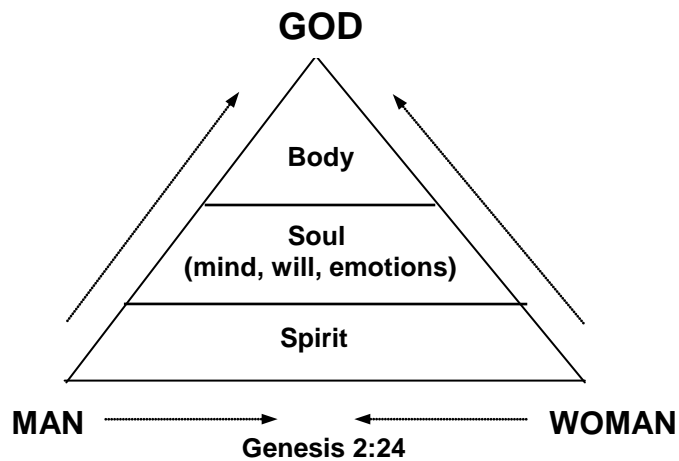 GOD
Body
Soul
(mind, will, emotions)
Spirit
MAN
WOMAN
Genesis 2:24